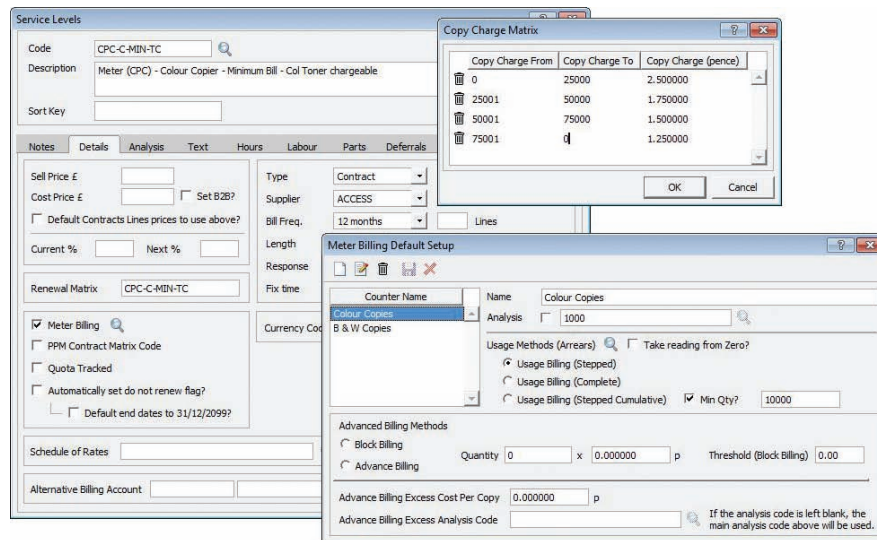 Service Levels
Code CPC-C-MIN-TC
Description Meter (CPC) - Colour Copier - Minimum Bill - Col Toner chargeable
Sort Key
Notes Details Analysis Text Hours Labour Parts Deferrals
Sell Price £
Cost Price £ Set B2B?
Default Contracts Lines prices to use above?
Current % Next %
Renewal Matrix CPC-C-MIN-TC
Meter Billing
PPM Contract Matrix Code
Quota Tracked
Automatically set do not renew flag?
Default end dates to 31/12/2099?
Schedule of Rates
Alternative Billing Account
Type Contract
Supplier ACCESS
Bill Freq. 12 months Lines
Length
Response
Fix time
Currency Cod
Copy Charge Matrix
Copy Charge From Copy Charge To Copy Charge (pence)
0 25000 2.500000
25001 50000 1.750000
50001 75000 1.500000
75001 0 1.250000
OK Cancel
Meter Billing Default Setup
Counter Name
Colour Copies
B & W Copies
Name Colour Copies
Analysis 1000
Usage Methods (Arrears) Take reading from Zero?
Usage Billing (Stepped)
Usage Billing (Complete)
Usage Billing (Stepped Cumulative) Min Qty? 10000
Advanced Billing Methods
Block Billing
Advance Billing
Quantity 0 x 0.000000 p Threshold (Block Billing) 0.00
Advance Billing Excess Cost Per Copy 0.000000 p
Advance Billing Excess Analysis Code
If the analysis code is left blank, the
main analysis code above will be used.